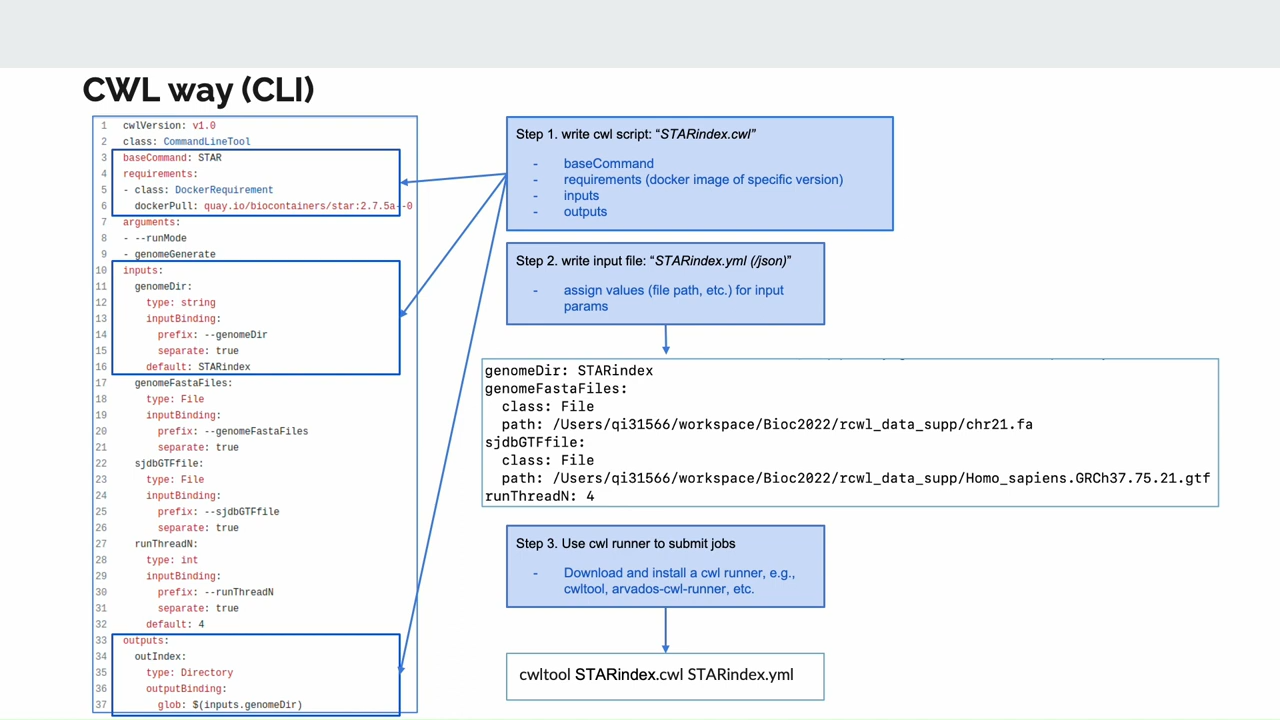 CWL way (CLI)
1 cwlVersion: v1.0
2 class: CommandLineTool
3 baseCommand: STAR
4 requirements:
5 - class: DockerRequirement
6 dockerPull: quay.io/biocontainers/star:2.7.5a--0
7 arguments:
8 - --runMode
9 - genomeGenerate
10 inputs:
11 genomeDir:
12 type: string
13 inputBinding:
14 prefix: --genomeDir
15 separate: true
16 default: STARindex
17 genomeFastaFiles:
18 type: File
19 inputBinding:
20 prefix: --genomeFastaFiles
21 separate: true
22 sjdbGTFfile:
23 type: File
24 inputBinding:
25 prefix: --sjdbGTFfile
26 separate: true
27 runThreadN:
28 type: int
29 inputBinding:
30 prefix: --runThreadN
31 separate: true
32 default: 4
33 outputs:
34 outIndex:
35 type: Directory
36 outputBinding:
37 glob: $(inputs.genomeDir)
Step 1. write cwl script: “STARindex.cwl”
- baseCommand
- requirements (docker image of specific version)
- inputs
- outputs
Step 2. write input file: “STARindex.yml (/json)”
- assign values (file path, etc.) for input
params
genomeDir: STARindex
genomeFastaFiles:
class: File
path: /Users/qi31566/workspace/Bioc2022/rcwl_data_supp/chr21.fa
sjdbGTFfile:
class: File
path: /Users/qi31566/workspace/Bioc2022/rcwl_data_supp/Homo_sapiens.GRCh37.75.21.gtf
runThreadN: 4
Step 3. Use cwl runner to submit jobs
- Download and install a cwl runner, e.g.,
cwltool, arvados-cwl-runner, etc.
cwltool STARindex.cwl STARindex.yml